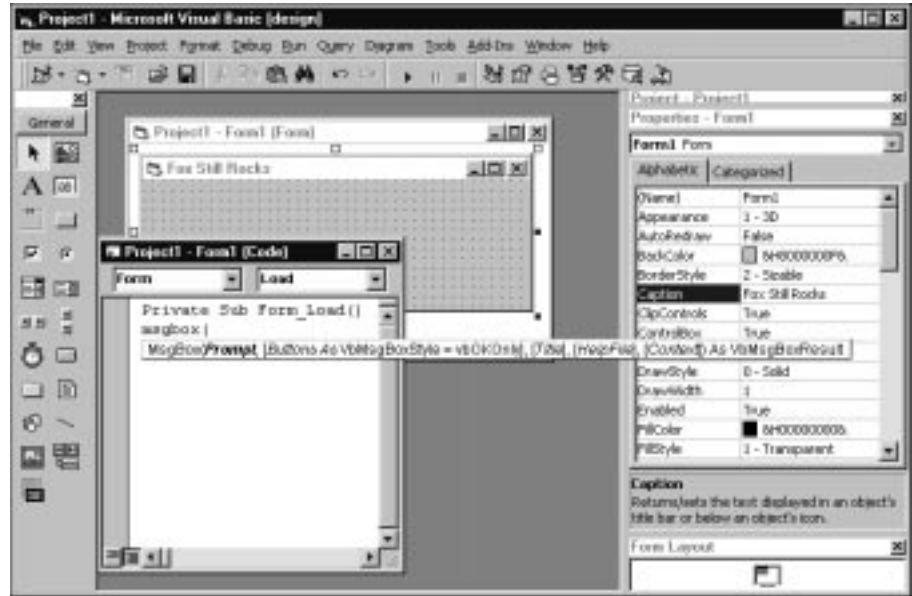 Project1 - Microsoft Visual Basic [design]
File Edit View Project Format Debug Run Query Diagram Tools Add-Ins Window Help
General
Project1 - Form1 (Form)
Fox Still Rocks
Project1 - Form1 (Code)
Form Load
Private Sub Form_Load()
msgbox(
MsgBox(Prompt, [Buttons As VbMsgBoxStyle = vbOKOnly], [Title], [HelpFile], [Context]) As VbMsgBoxResult
Project - Project1
Properties - Form1
Form1 Form
Alphabetic Categorized
(Name) Form1
Appearance 1 - 3D
AutoRedraw False
BackColor &H8000000F&
BorderStyle 2 - Sizable
Caption Fox Still Rocks
ClipControls True
ControlBox True
DrawStyle 0 - Solid
DrawWidth 1
Enabled True
FillColor &H00000000&
FillStyle 1 - Transparent
Caption
Returns/sets the text displayed in an object's
title bar or below an object's icon.
Form Layout